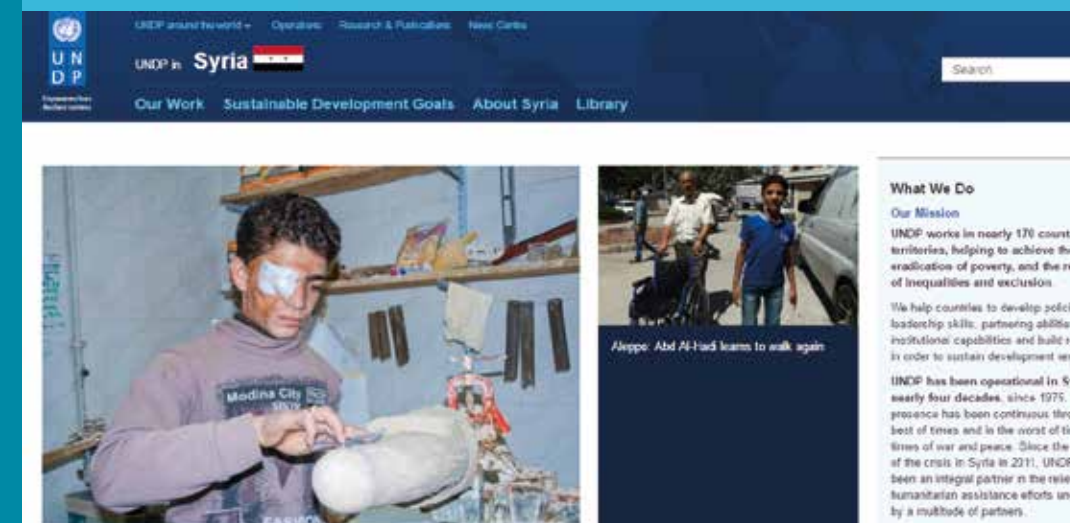 UNDP around the world
Operations
Research & Publications
News Centre
U N
D P
UNDP in Syria
Search
Our Work
Sustainable Development Goals
About Syria
Library
Modina City
Aleppo: Abd Al-Hadi learns to walk again
What We Do
Our Mission
UNDP works in nearly 170
territories, helping to achieve
eradication of poverty, and the
of inequalities and exclusion
We help countries to develop
leadership skills, partnering
institutional capabilities and build
in order to sustain development
UNDP has been operational in
nearly four decades, since 1975.
presence has been continuous
best of times and in the worst of
times of war and peace. Since the
of the crisis in Syria in 2011,
been an integral partner in the
humanitarian assistance efforts
by a multitude of partners.